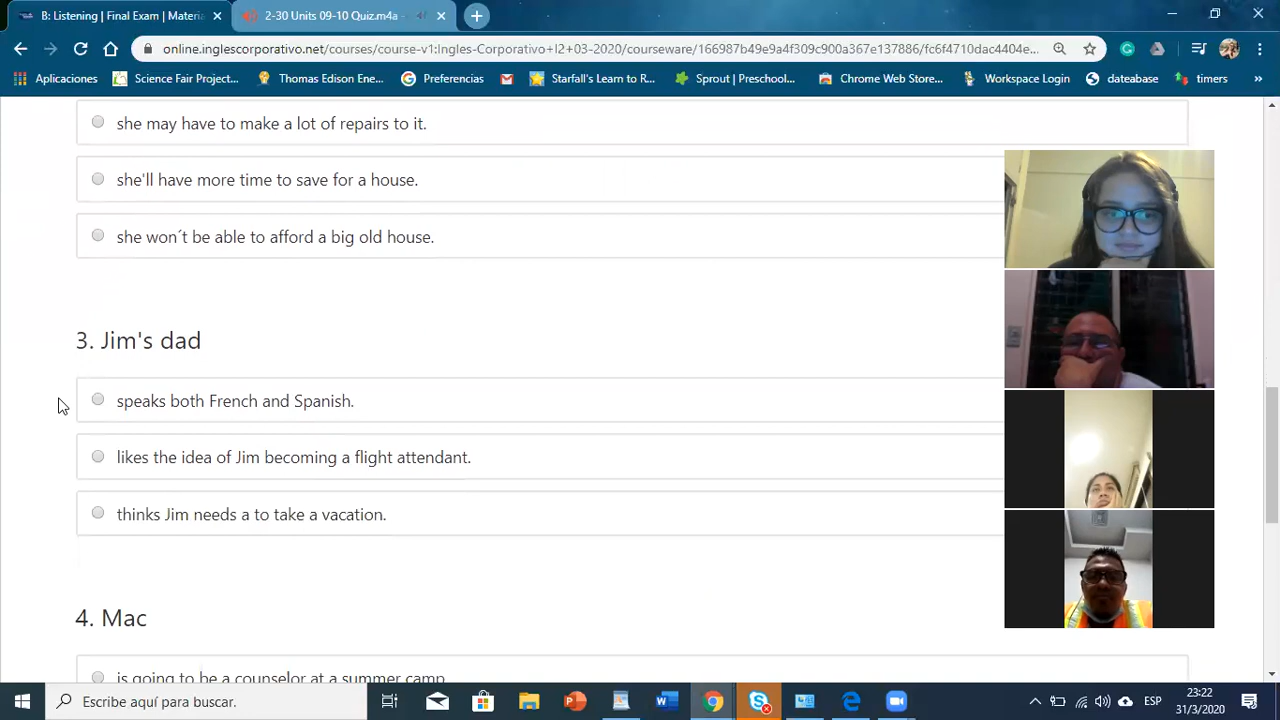 B: Listening | Final Exam | Materia
2-30 Units 09-10 Quiz.m4a -
online.inglescorporativo.net/courses/course-v1:Ingles-Corporativo+I2+03-2020/courseware/166987b49e9a4f309c900a367e137886/fc6f4710dac4404e...
Aplicaciones
Science Fair Project...
Thomas Edison Ene...
Preferencias
Starfall's Learn to R...
Sprout | Preschool...
Chrome Web Store...
Workspace Login
dateabase
timers
»
she may have to make a lot of repairs to it.
she'll have more time to save for a house.
she won´t be able to afford a big old house.
3. Jim's dad
speaks both French and Spanish.
likes the idea of Jim becoming a flight attendant.
thinks Jim needs a to take a vacation.
4. Mac
is going to be a counselor at a summer camp
Escribe aquí para buscar.
ESP
23:22
31/3/2020